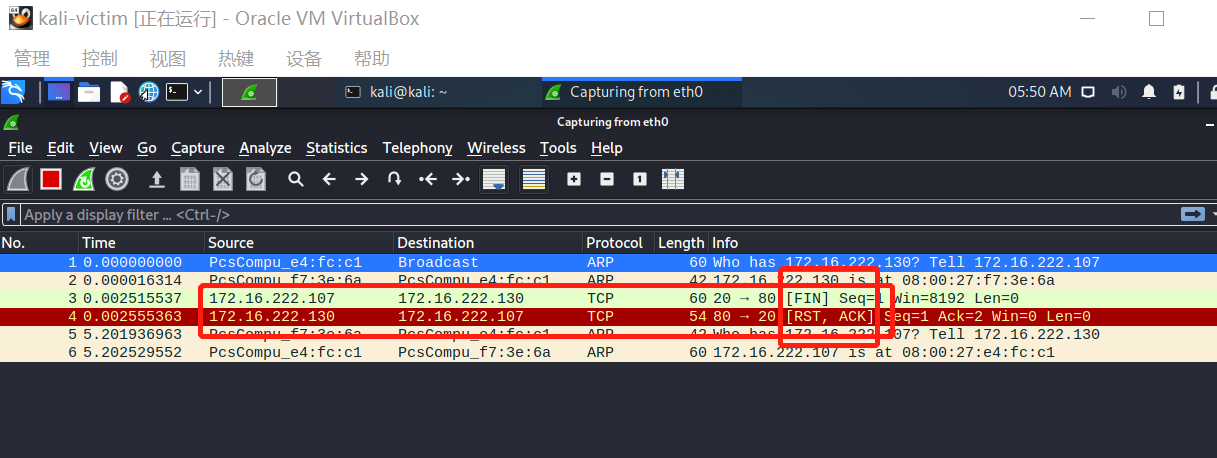 kali-victim [正在运行] - Oracle VM VirtualBox
管理 控制 视图 热键 设备 帮助
kali@kali: ~ Capturing from eth0 05:50 AM
Capturing from eth0
File Edit View Go Capture Analyze Statistics Telephony Wireless Tools Help
Apply a display filter ... <Ctrl-/>
No. Time Source Destination Protocol Length Info
1 0.000000000 PcsCompu_e4:fc:c1 Broadcast ARP 60 Who has 172.16.222.130? Tell 172.16.222.107
2 0.000016314 PcsCompu_f7:3e:6a PcsCompu_e4:fc:c1 ARP 42 172.16.222.130 is at 08:00:27:f7:3e:6a
3 0.002515537 172.16.222.107 172.16.222.130 TCP 60 20 → 80 [FIN] Seq=1 Win=8192 Len=0
4 0.002555363 172.16.222.130 172.16.222.107 TCP 54 80 → 20 [RST, ACK] Seq=1 Ack=2 Win=0 Len=0
5 5.201936963 PcsCompu_f7:3e:6a PcsCompu_e4:fc:c1 ARP 42 Who has 172.16.222.107? Tell 172.16.222.130
6 5.202529552 PcsCompu_e4:fc:c1 PcsCompu_f7:3e:6a ARP 60 172.16.222.107 is at 08:00:27:e4:fc:c1